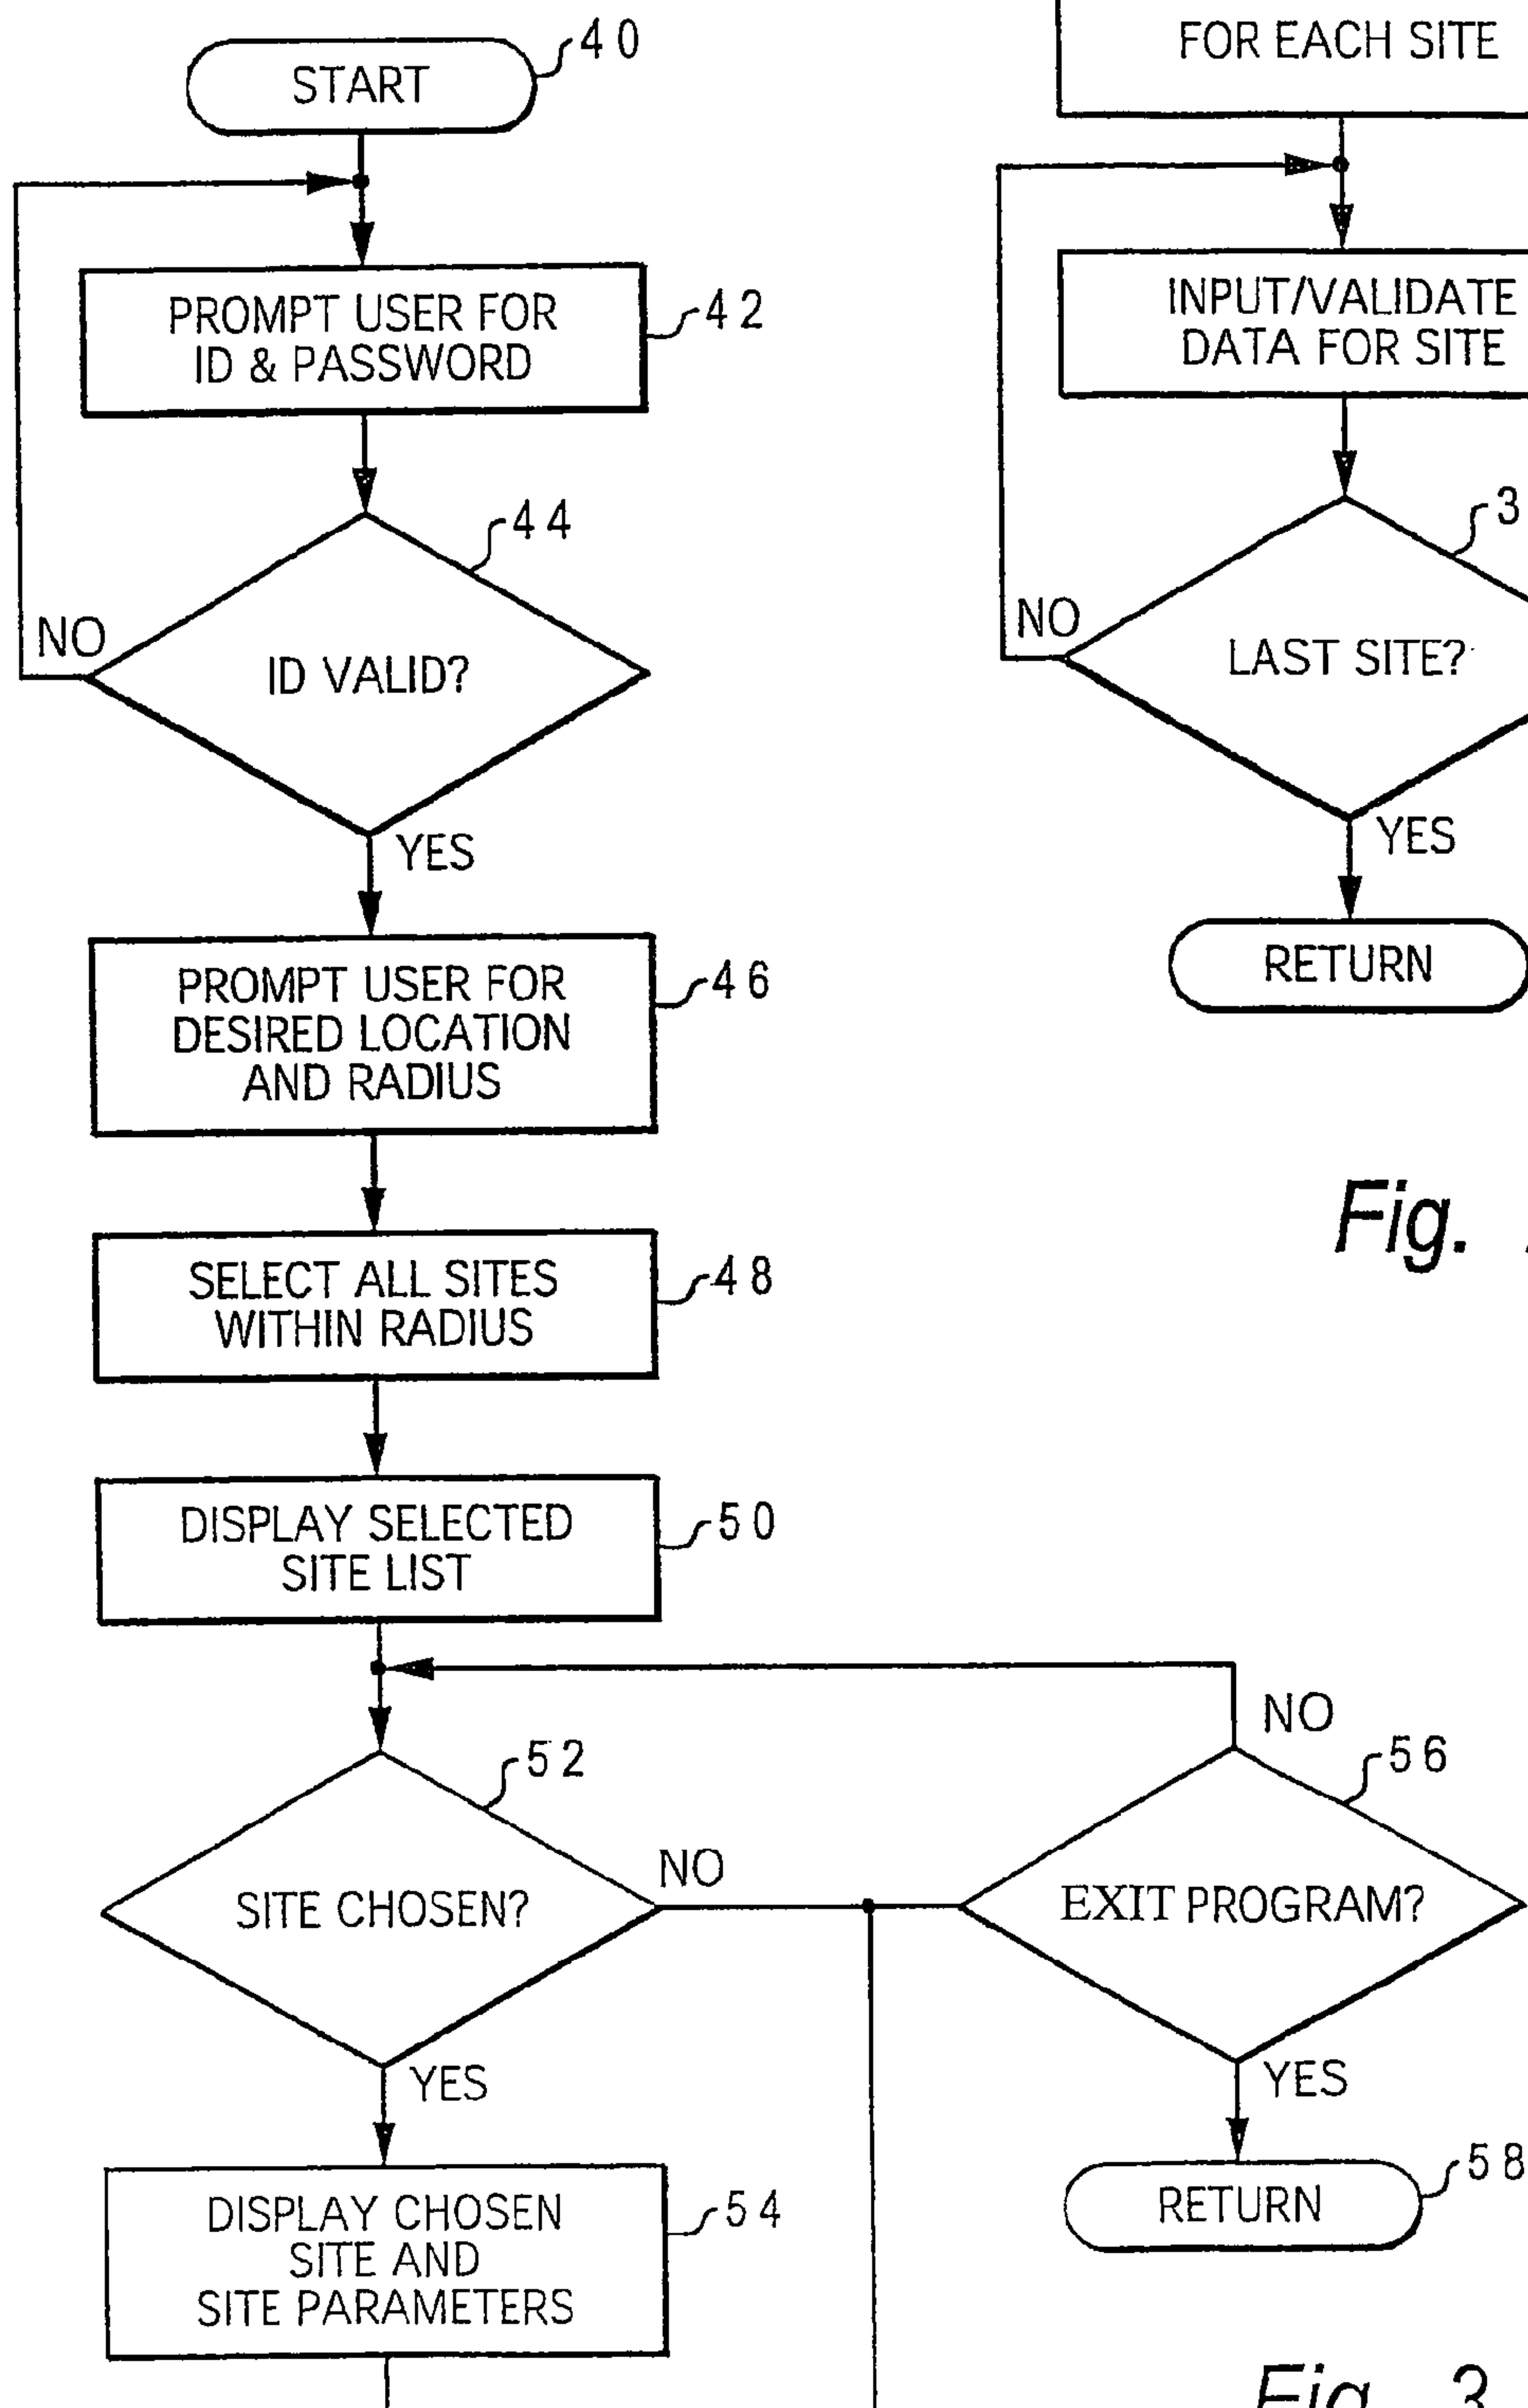 START
40
PROMPT USER FOR
ID & PASSWORD
42
44
NO
ID VALID?
YES
PROMPT USER FOR
DESIRED LOCATION
AND RADIUS
46
SELECT ALL SITES
WITHIN RADIUS
48
DISPLAY SELECTED
SITE LIST
50
52
NO
SITE CHOSEN?
YES
DISPLAY CHOSEN
SITE AND
SITE PARAMETERS
54
NO
56
EXIT PROGRAM?
YES
RETURN
58
Fig. 3
FOR EACH SITE
INPUT/VALIDATE
DATA FOR SITE
3
NO
LAST SITE?
YES
RETURN
Fig.